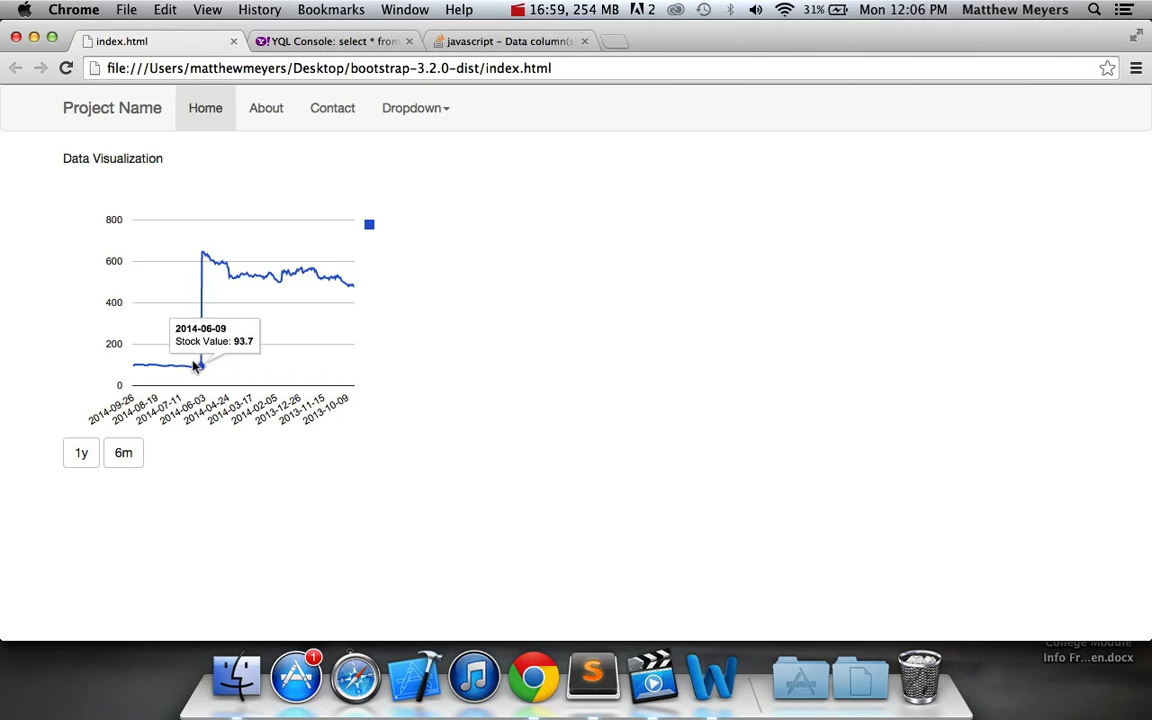 Chrome File Edit View History Bookmarks Window Help 16:59, 254 MB 2 31% Mon 12:06 PM Matthew Meyers
index.html YQL Console: select * from javascript - Data column(s
file:///Users/matthewmeyers/Desktop/bootstrap-3.2.0-dist/index.html
Project Name Home About Contact Dropdown
Data Visualization
800
600
400
200
0
2014-06-09
Stock Value: 93.7
2014-09-26 2014-08-19 2014-07-11 2014-06-03 2014-04-24 2014-03-17 2014-02-05 2013-12-26 2013-11-15 2013-10-09
1y 6m
1
S
W
College Module
Info Fr...en.docx